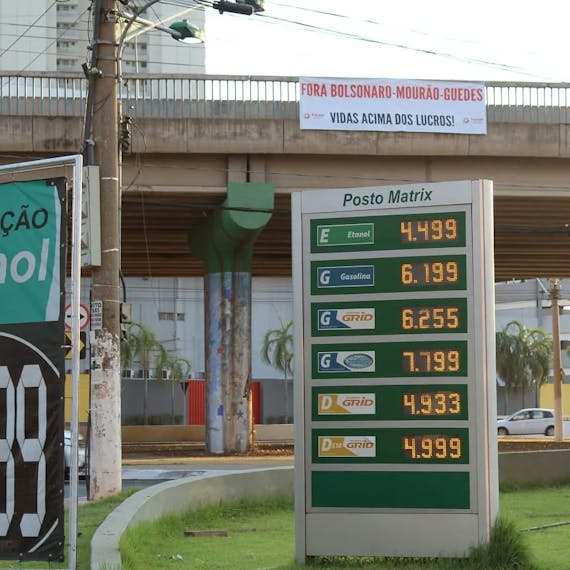 FORA BOLSONARO-MOURÃO-GUEDES
VIDAS ACIMA DOS LUCROS!
Posto Matrix
E Etanol 4.499
G Gasolina 6.199
G GRID 6.255
G 7.799
D GRID 4.933
D GRID 4.999
ÇÃO
nol
99